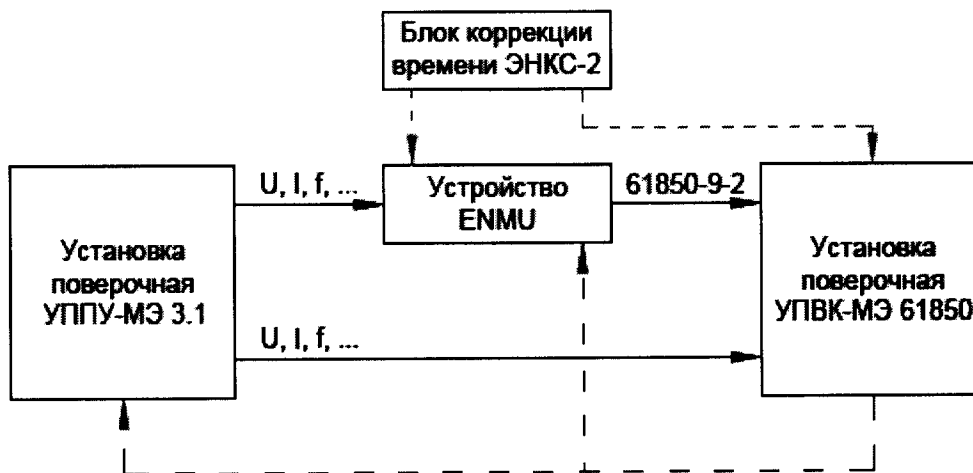 Блок коррекции
времени ЭНКС-2
U, I, f, ...
Устройство
ENMU
61850-9-2
Установка
поверочная
УППУ-МЭ 3.1
Установка
поверочная
УПВК-МЭ 61850
U, I, f, ...